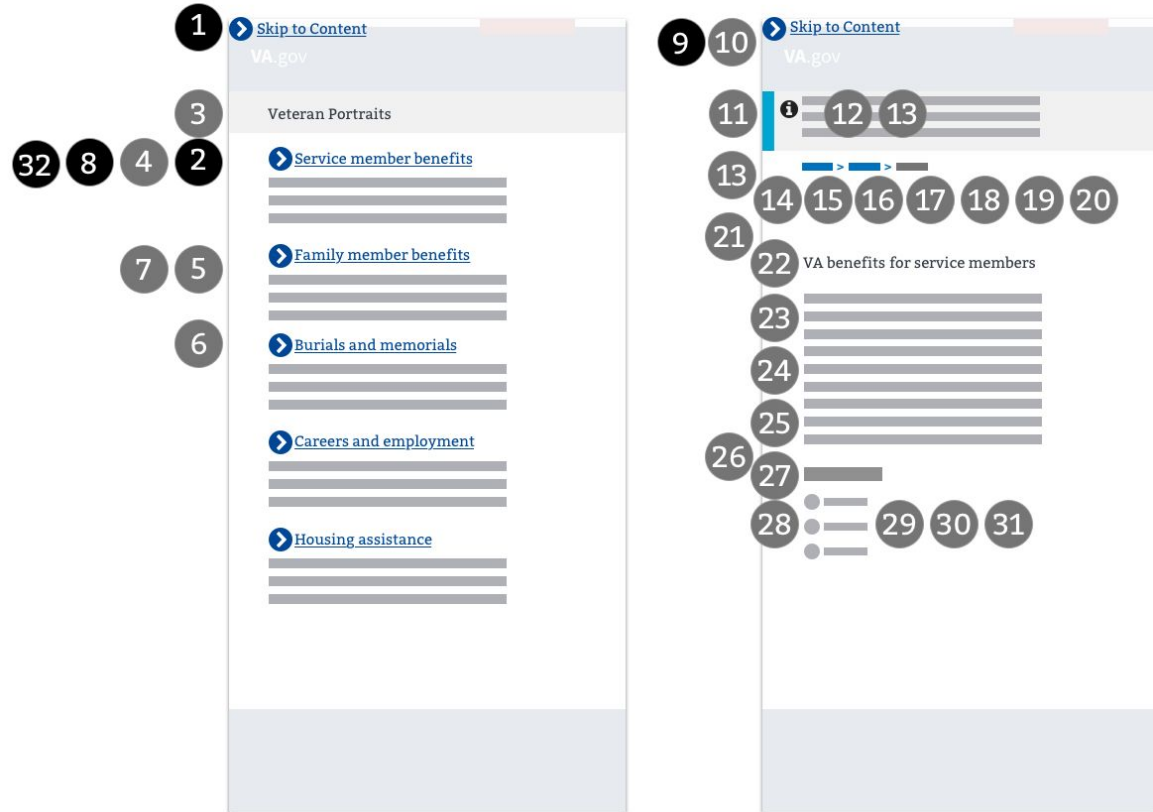 1 Skip to Content
VA.gov
3 Veteran Portraits
32 8 4 2 Service member benefits
7 5 Family member benefits
6 Burials and memorials
Careers and employment
Housing assistance
9 10 Skip to Content
VA.gov
11 i 12 13
13 > >
14 15 16 17 18 19 20
21
22 VA benefits for service members
23
24
25
26
27
28 29 30 31